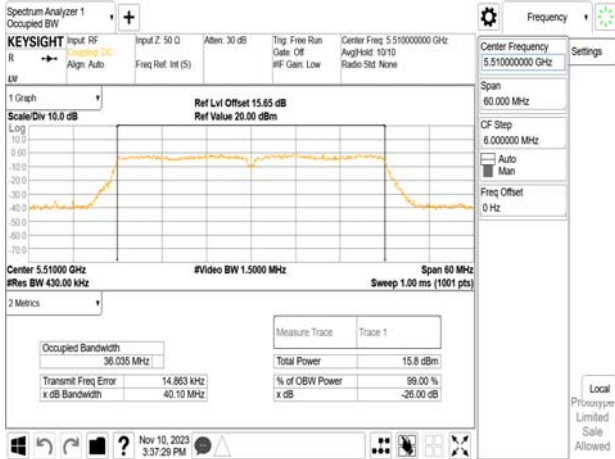 Spectrum Analyzer 1
Occupied BW
Frequency
KEYSIGHT
Input: RF
Coupling: DC
Align: Auto
Input Z: 50 Ω
Freq Ref: Int (S)
Atten: 30 dB
Trig: Free Run
Gate: Off
#IF Gain: Low
Center Freq: 5.510000000 GHz
Avg|Hold: 10/10
Radio Std: None
R
Center Frequency
5.510000000 GHz
Settings
Span
60.000 MHz
CF Step
6.000000 MHz
Auto
Man
Freq Offset
0 Hz
1 Graph
Scale/Div 10.0 dB
Ref Lvl Offset 15.65 dB
Ref Value 20.00 dBm
Log
10.0
0.00
-10.0
-20.0
-30.0
-40.0
-50.0
-60.0
-70.0
Center 5.51000 GHz
#Res BW 430.00 kHz
#Video BW 1.5000 MHz
Span 60 MHz
Sweep 1.00 ms (1001 pts)
2 Metrics
Measure Trace
Trace 1
Occupied Bandwidth
36.035 MHz
Total Power
15.8 dBm
Transmit Freq Error
14.863 kHz
% of OBW Power
99.00 %
x dB Bandwidth
40.10 MHz
x dB
-26.00 dB
Local
Prototype
Limited
Sale
Allowed
?
Nov 10, 2023
3:37:29 PM